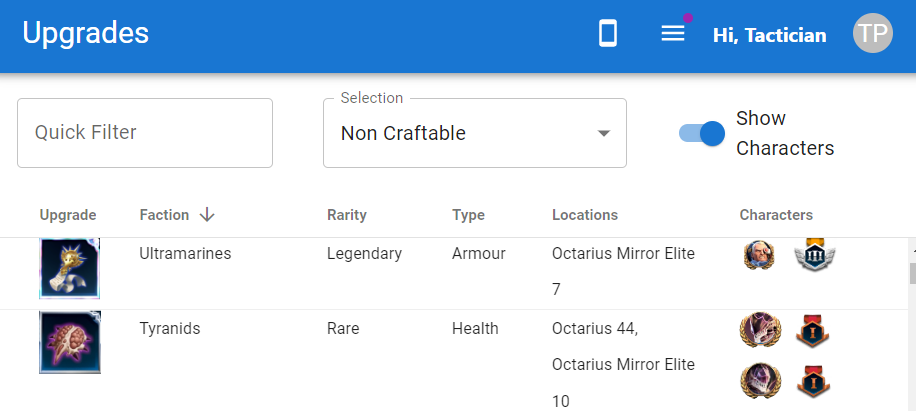 Upgrades
Hi, Tactician
TP
Selection
Quick Filter
Non Craftable
Show
Characters
Upgrade Faction Rarity Type Locations Characters
Ultramarines Legendary Armour Octarius Mirror Elite
7
III
Tyranids Rare Health Octarius 44,
I
Octarius Mirror Elite
I
10